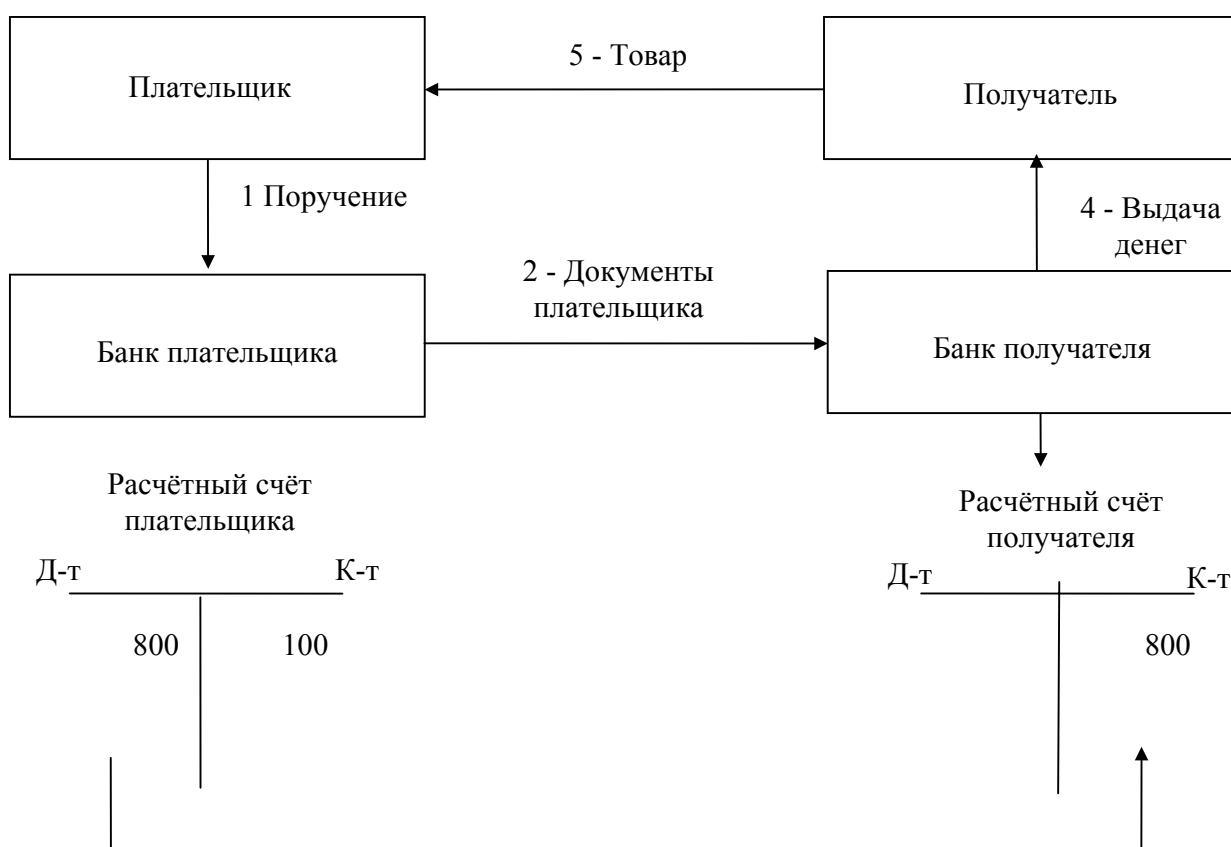 5 - Товар
Плательщик
Получатель
1 Поручение
4 - Выдача
денег
2 - Документы
плательщика
Банк плательщика
Банк получателя
Расчётный счёт
плательщика
Расчётный счёт
получателя
Д-т
К-т
Д-т
К-т
800
100
800